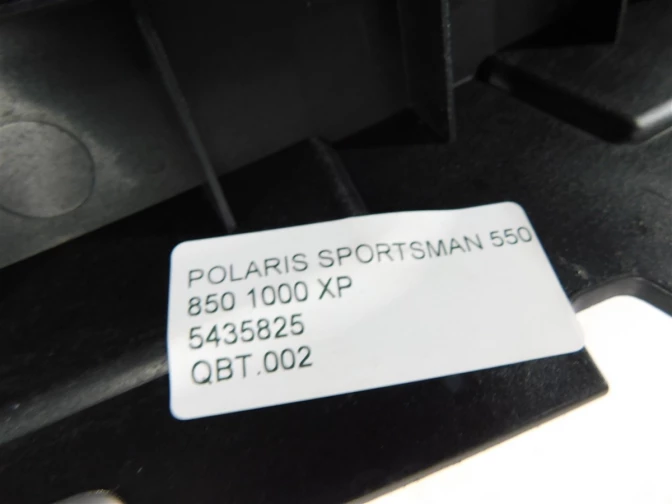 POLARIS SPORTSMAN 550
850 1000 XP
5435825
QBT.002